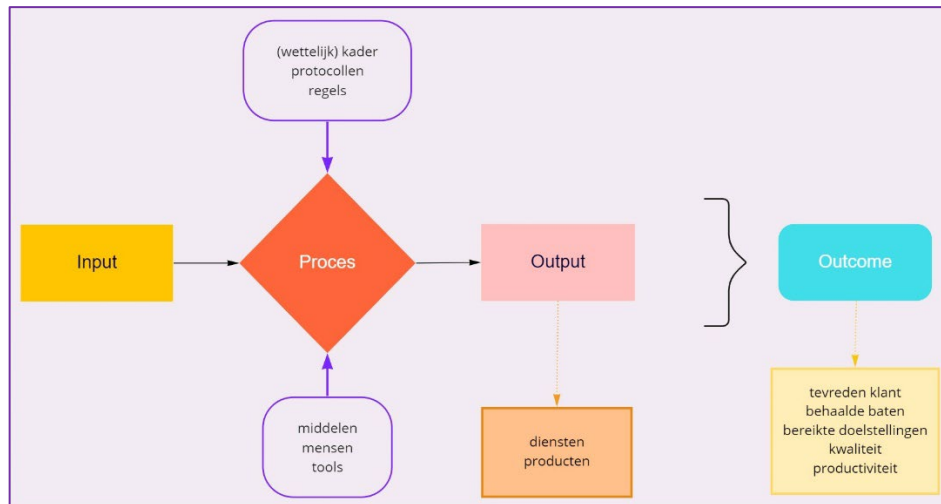 (wettelijk) kader
protocollen
regels
Input
Proces
Output
Outcome
middelen
mensen
tools
diensten
producten
tevreden klant
behaalde baten
bereikte doelstellingen
kwaliteit
productiviteit